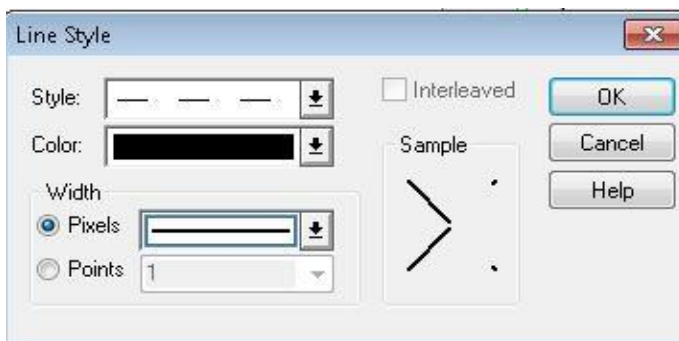 Line Style
Style:
Interleaved
OK
Color:
Sample
Cancel
Width
Help
Pixels
Points
1